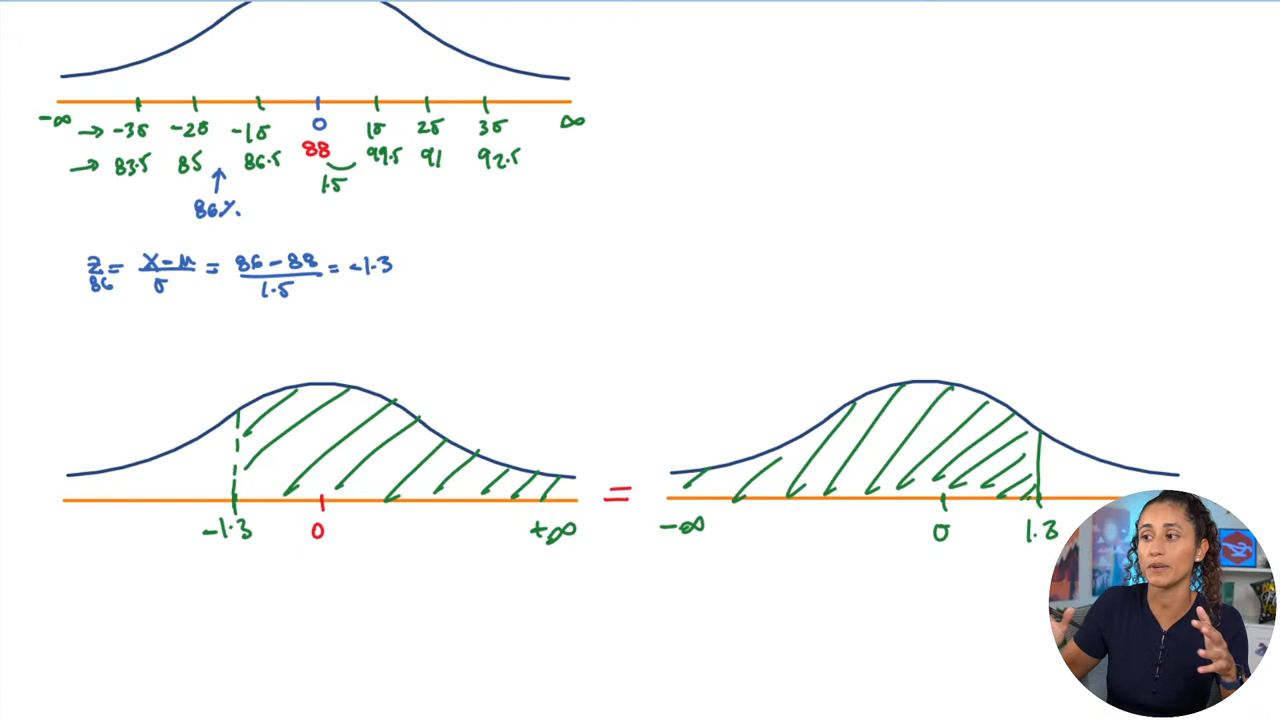 -∞ → -3σ -2σ -1σ 0 1σ 2σ 3σ ∞
→ 83.5 85 86.5 88 99.5 91 92.5
1.5
86%
z86 = X-μ/σ = 86-88/1.5 = -1.3
=
-1.3 0 +∞ -∞ 0 1.3